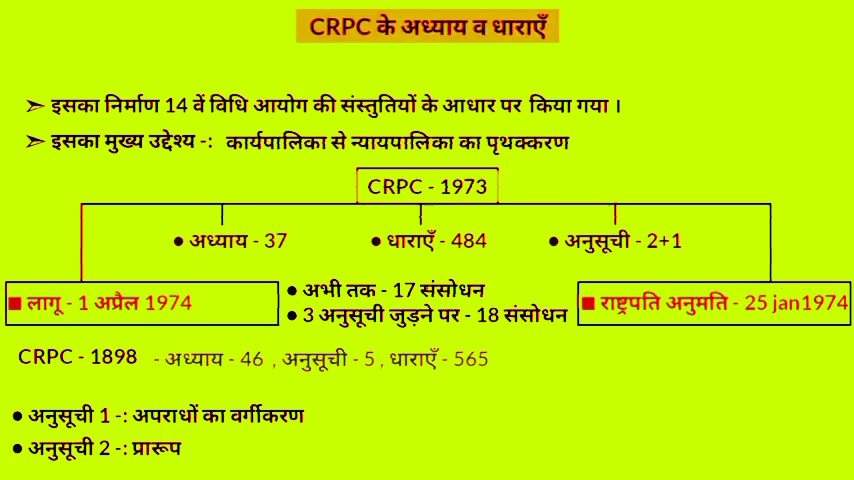 CRPC के अध्याय व धाराएँ
➢ इसका निर्माण 14 वें विधि आयोग की संस्तुतियों के आधार पर किया गया ।
➢ इसका मुख्य उद्देश्य -: कार्यपालिका से न्यायपालिका का पृथक्करण
CRPC - 1973
● अध्याय - 37 ● धाराएँ - 484 ● अनुसूची - 2+1
■ लागू - 1 अप्रैल 1974
● अभी तक - 17 संसोधन
● 3 अनुसूची जुड़ने पर - 18 संसोधन
■ राष्ट्रपति अनुमति - 25 jan1974
CRPC - 1898 - अध्याय - 46 , अनुसूची - 5 , धाराएँ - 565
● अनुसूची 1 -: अपराधों का वर्गीकरण
● अनुसूची 2 -: प्रारूप